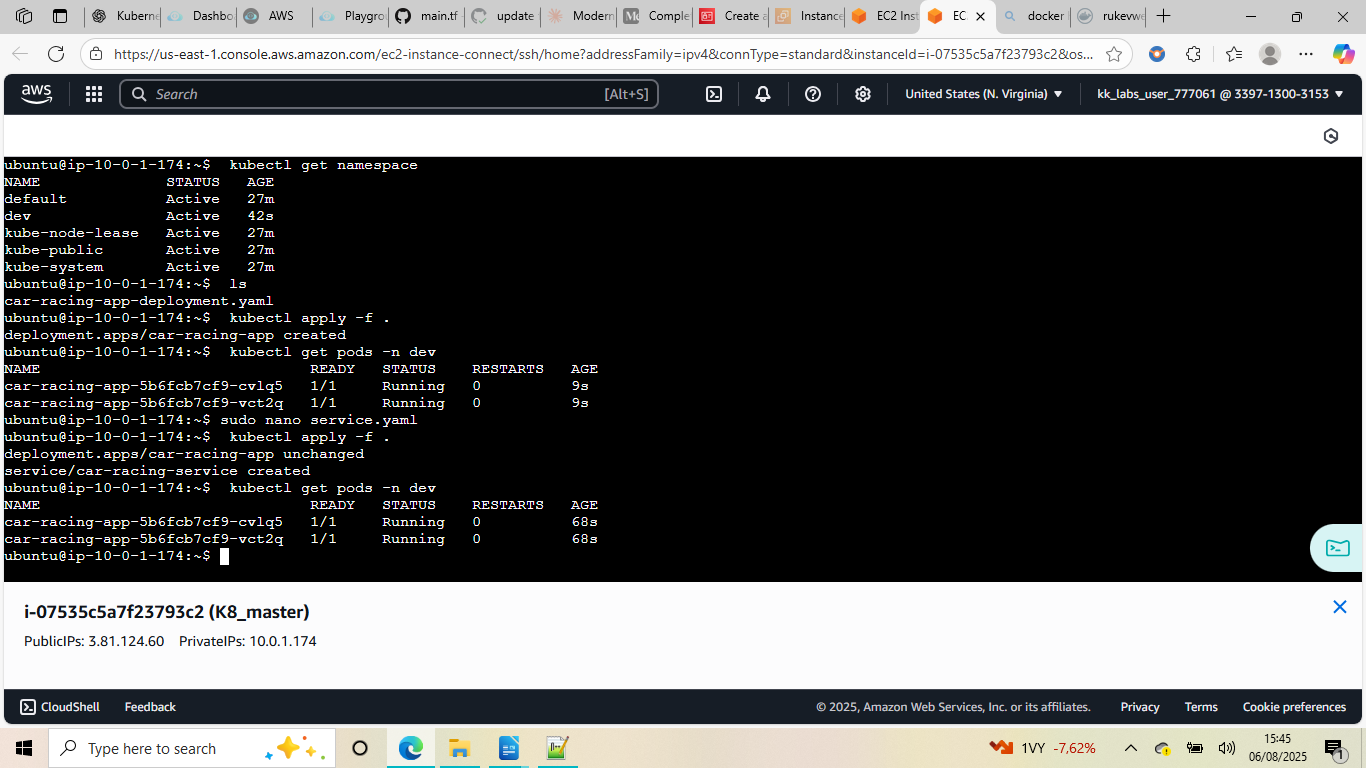 Kuberne
Dashbo
AWS
Playgro
main.tf
update
Modern
Comple
Create a
Instance
EC2 Inst
EC
docker
rukevwe
https://us-east-1.console.aws.amazon.com/ec2-instance-connect/ssh/home?addressFamily=ipv4&connType=standard&instanceId=i-07535c5a7f23793c2&os...
aws
Search
[Alt+S]
United States (N. Virginia)
kk_labs_user_777061 @ 3397-1300-3153
ubuntu@ip-10-0-1-174:~$  kubectl get namespace
NAME              STATUS   AGE
default           Active   27m
dev               Active   42s
kube-node-lease   Active   27m
kube-public       Active   27m
kube-system       Active   27m
ubuntu@ip-10-0-1-174:~$  ls
car-racing-app-deployment.yaml
ubuntu@ip-10-0-1-174:~$  kubectl apply -f .
deployment.apps/car-racing-app created
ubuntu@ip-10-0-1-174:~$  kubectl get pods -n dev
NAME                              READY   STATUS    RESTARTS   AGE
car-racing-app-5b6fcb7cf9-cvlq5   1/1     Running   0          9s
car-racing-app-5b6fcb7cf9-vct2q   1/1     Running   0          9s
ubuntu@ip-10-0-1-174:~$ sudo nano service.yaml
ubuntu@ip-10-0-1-174:~$  kubectl apply -f .
deployment.apps/car-racing-app unchanged
service/car-racing-service created
ubuntu@ip-10-0-1-174:~$  kubectl get pods -n dev
NAME                              READY   STATUS    RESTARTS   AGE
car-racing-app-5b6fcb7cf9-cvlq5   1/1     Running   0          68s
car-racing-app-5b6fcb7cf9-vct2q   1/1     Running   0          68s
ubuntu@ip-10-0-1-174:~$
i-07535c5a7f23793c2 (K8_master)
PublicIPs: 3.81.124.60    PrivateIPs: 10.0.1.174
CloudShell
Feedback
© 2025, Amazon Web Services, Inc. or its affiliates.
Privacy
Terms
Cookie preferences
Type here to search
1VY -7,62%
15:45
06/08/2025
1